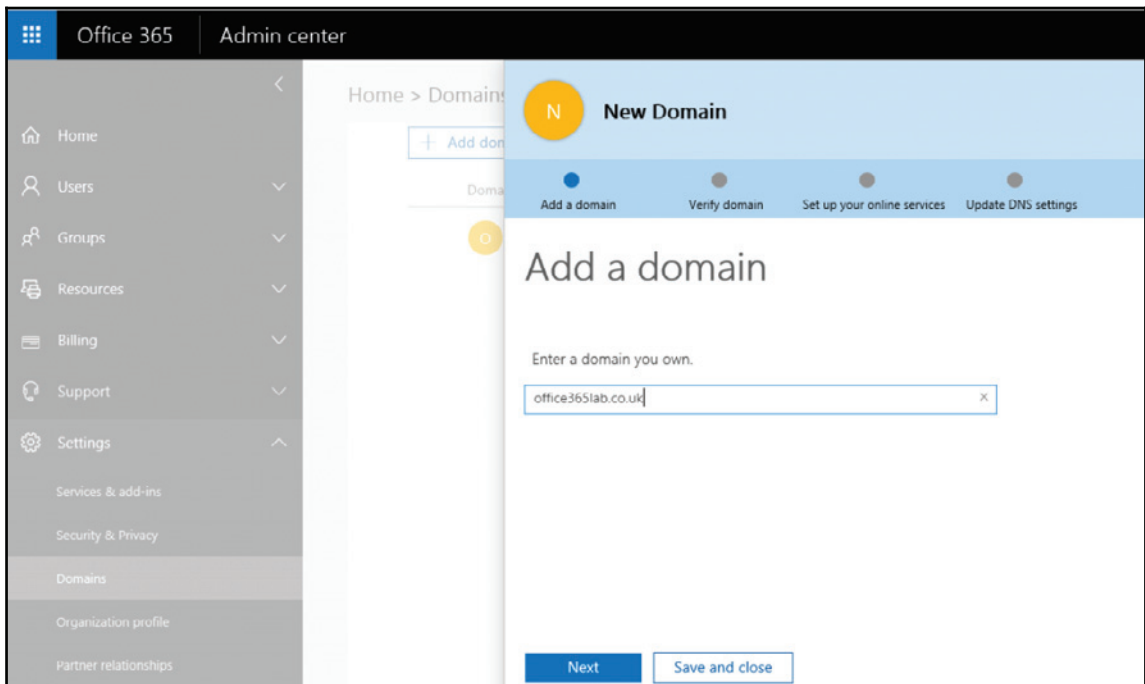 Office 365
Admin center
Home
Users
Groups
Resources
Billing
Support
Settings
Services & add-ins
Security & Privacy
Domains
Organization profile
Partner relationships
Home > Domains
Add don
Doma
O
N
New Domain
Add a domain
Verify domain
Set up your online services
Update DNS settings
Add a domain
Enter a domain you own.
office365lab.co.uk
Next
Save and close